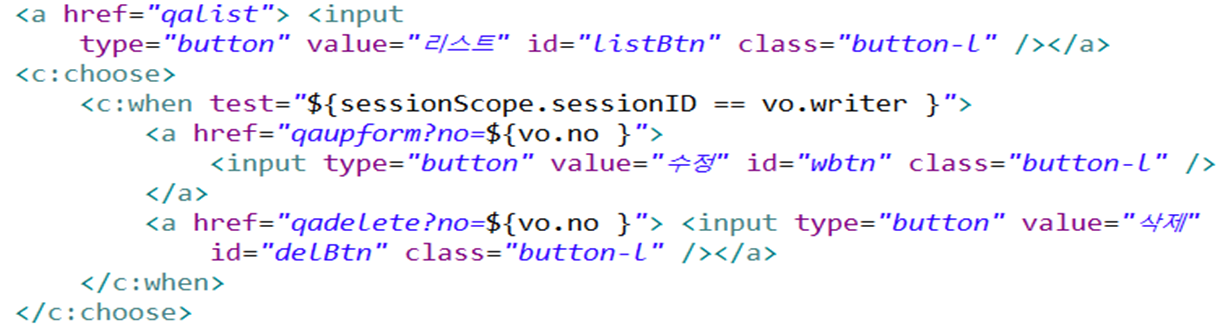 <a href="qalist"> <input
type="button" value="리스트" id="listBtn" class="button-l" /></a>
<c:choose>
<c:when test="${sessionScope.sessionID == vo.writer }">
<a href="qaupform?no=${vo.no }">
<input type="button" value="수정" id="wbtn" class="button-l" />
</a>
<a href="qadelete?no=${vo.no }"> <input type="button" value="삭제"
id="delBtn" class="button-l" /></a>
</c:when>
</c:choose>